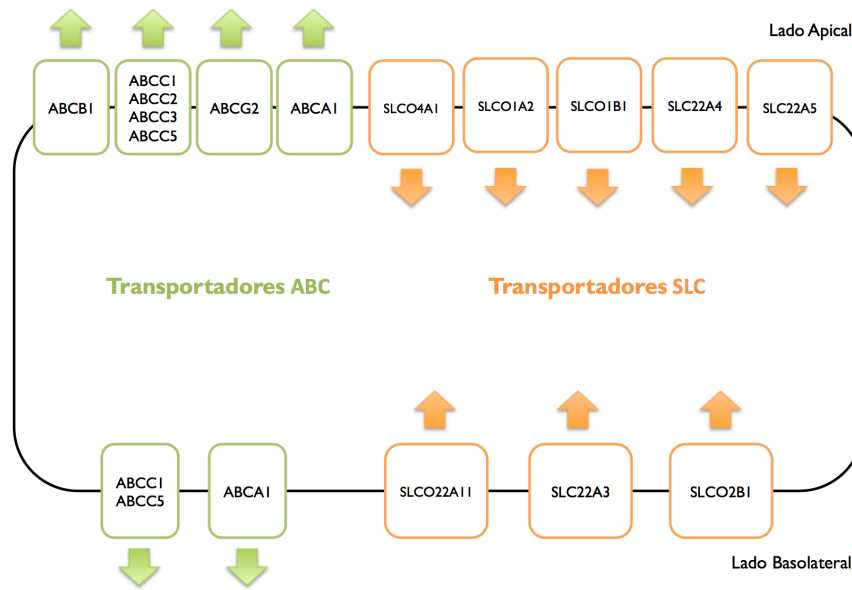 Lado Apical
ABCB1
ABCC1
ABCC2
ABCC3
ABCC5
ABCG2
ABCA1
SLCO4A1
SLCO1A2
SLCO1B1
SLC22A4
SLC22A5
Transportadores ABC
Transportadores SLC
ABCC1
ABCC5
ABCA1
SLCO22A11
SLC22A3
SLCO2B1
Lado Basolateral